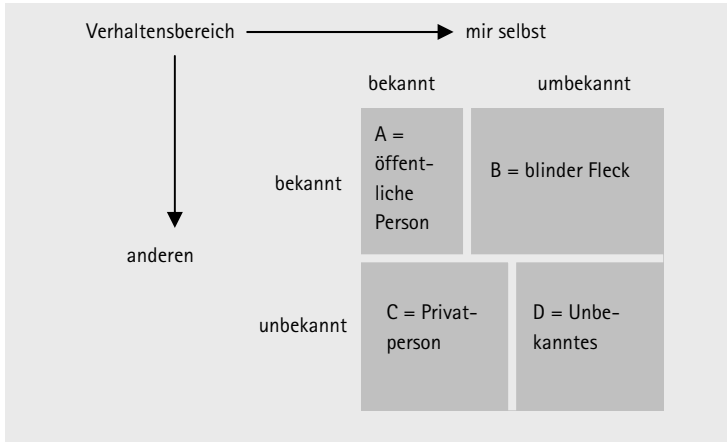 Verhaltensbereich
mir selbst
bekannt
umbekannt
A =
öffent-
liche
Person
B = blinder Fleck
bekannt
anderen
unbekannt
C = Privat-
person
D = Unbe-
kanntes